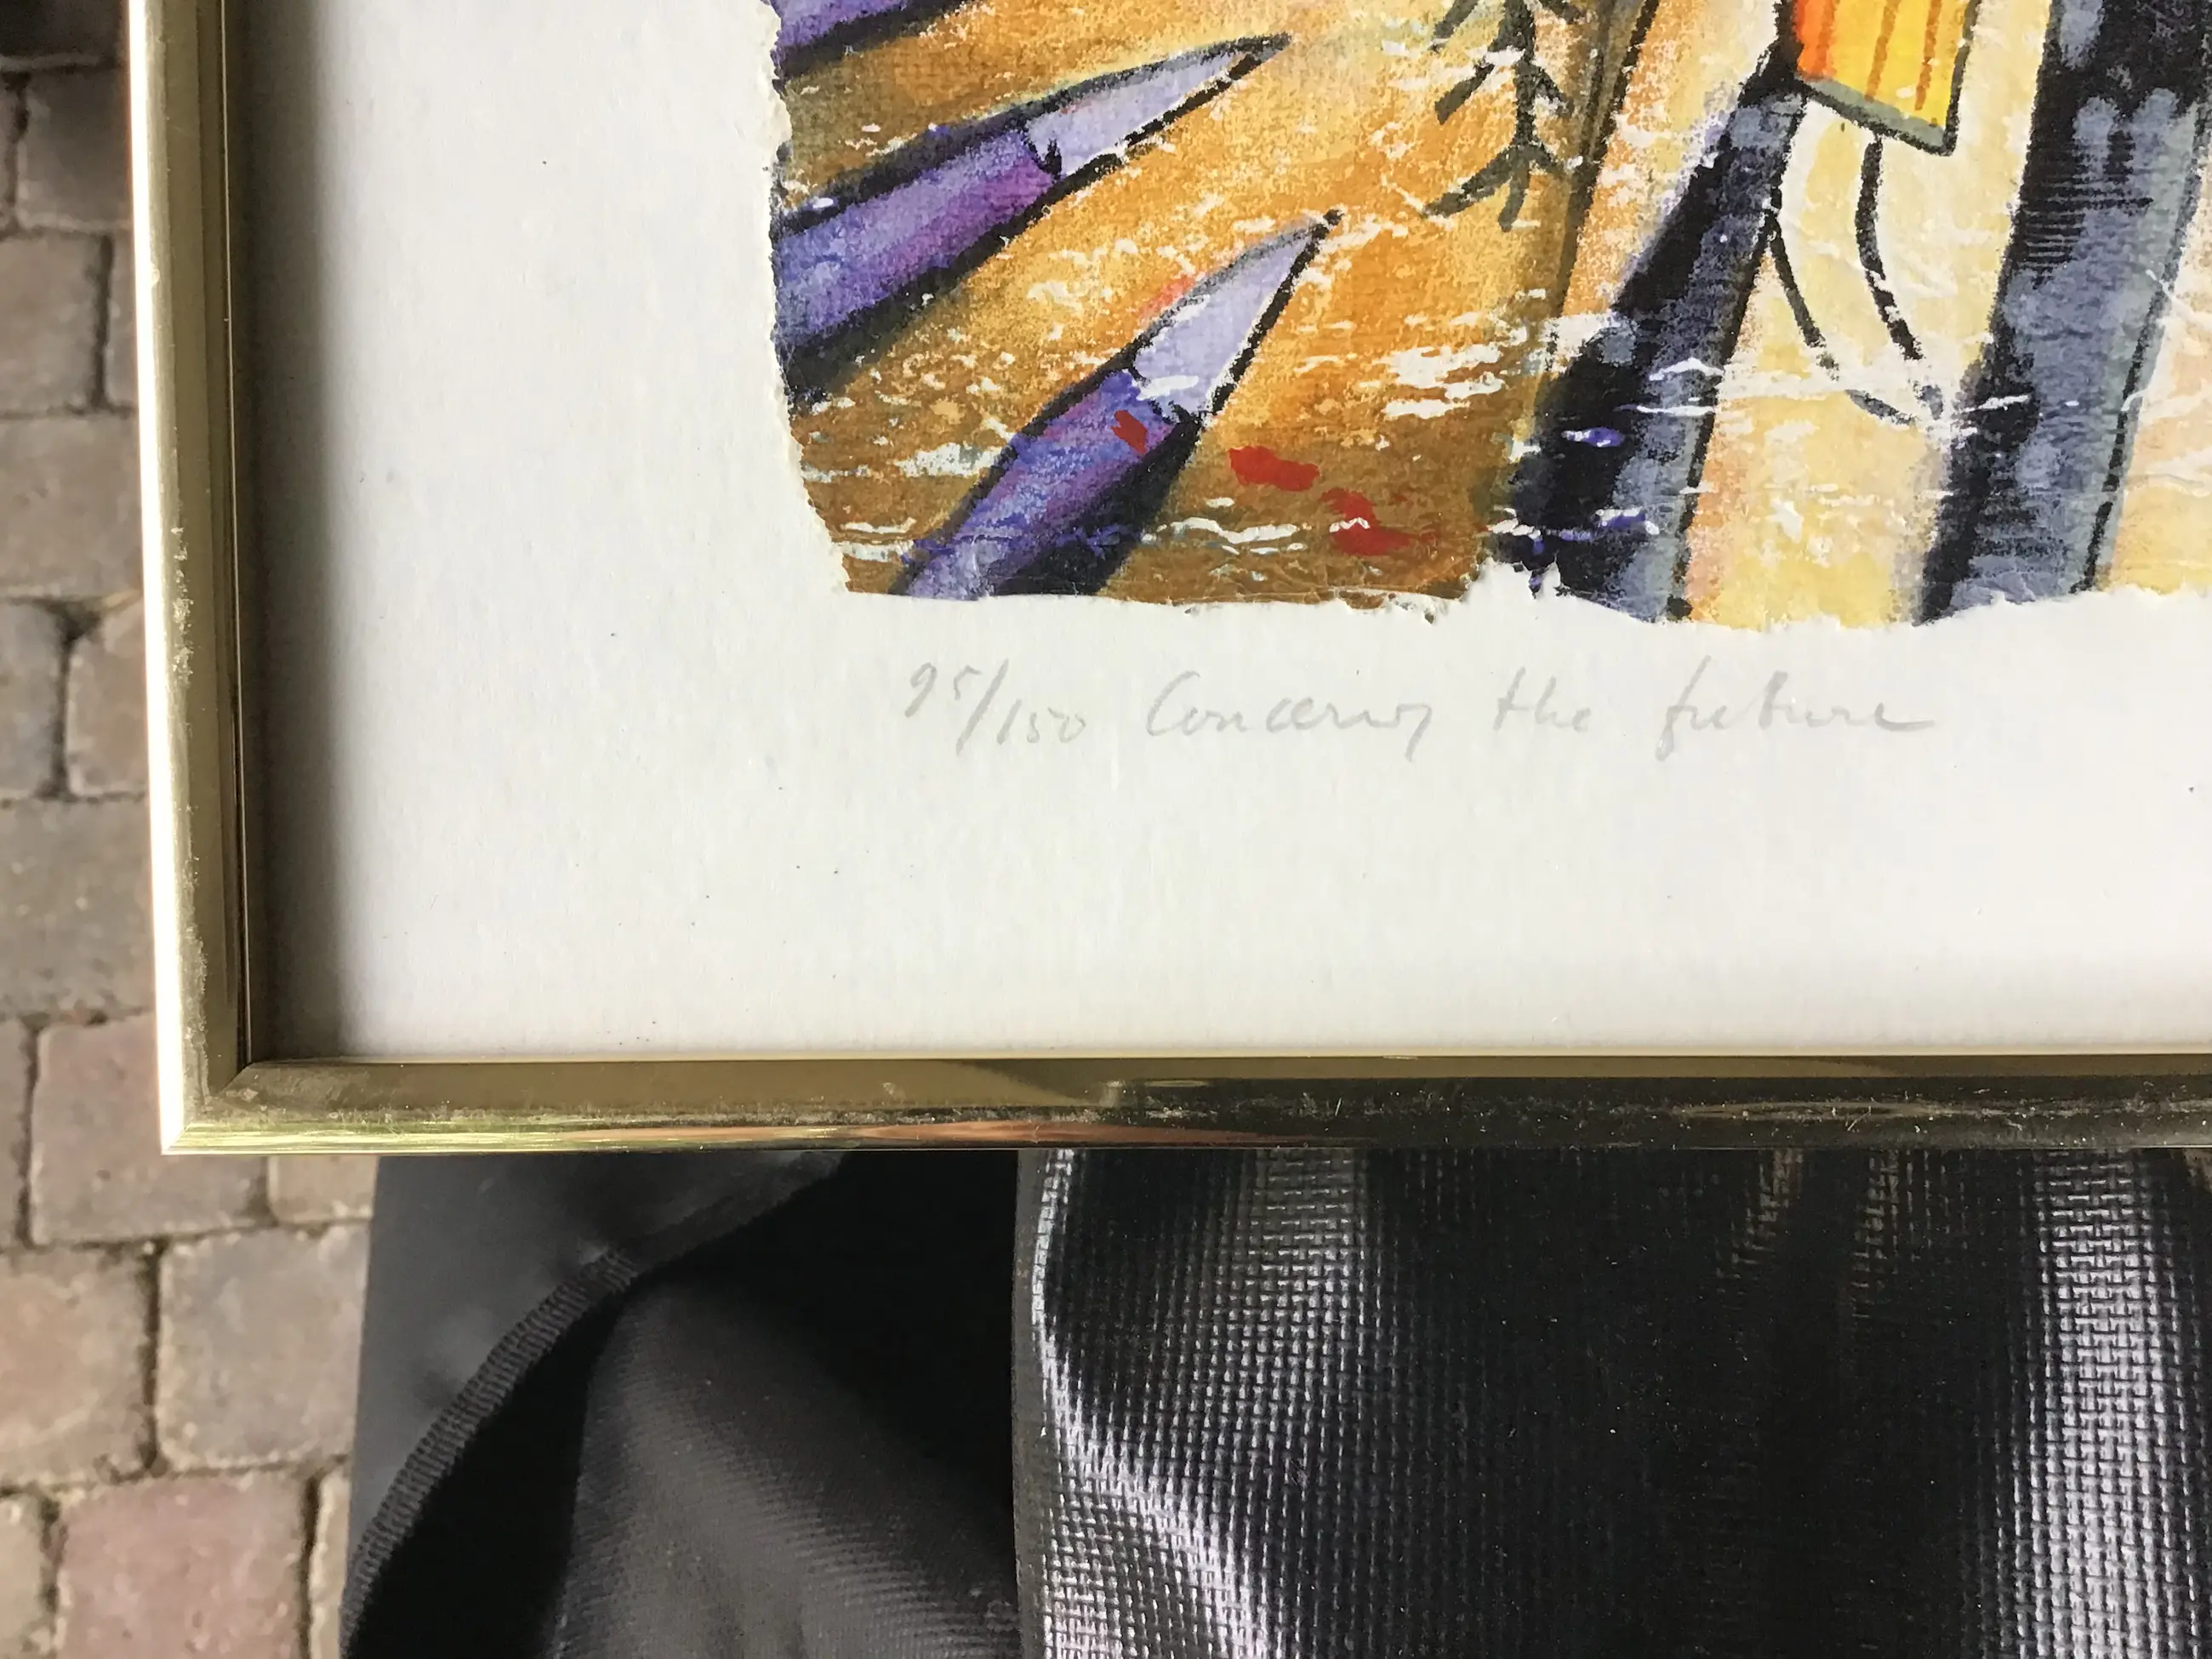 95/150 Concerning the future